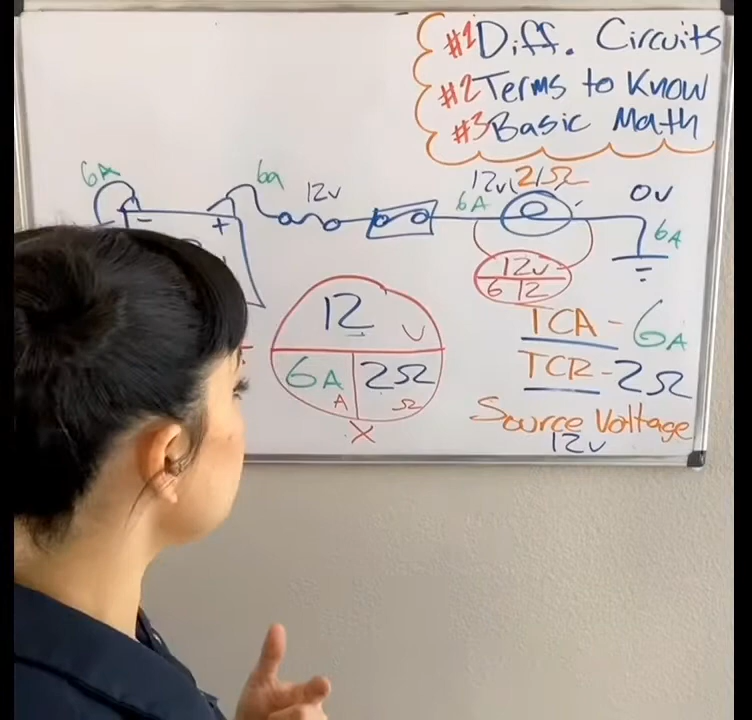 #1 Diff. Circuits
#2 Terms to Know
#3 Basic Math
6A
6a
12v
12v 2Ω
6A
0v
6A
- +
12v
6 12
12 V
6A 2Ω
A Ω
X
TCA - 6A
TCR - 2Ω
Source Voltage
12v